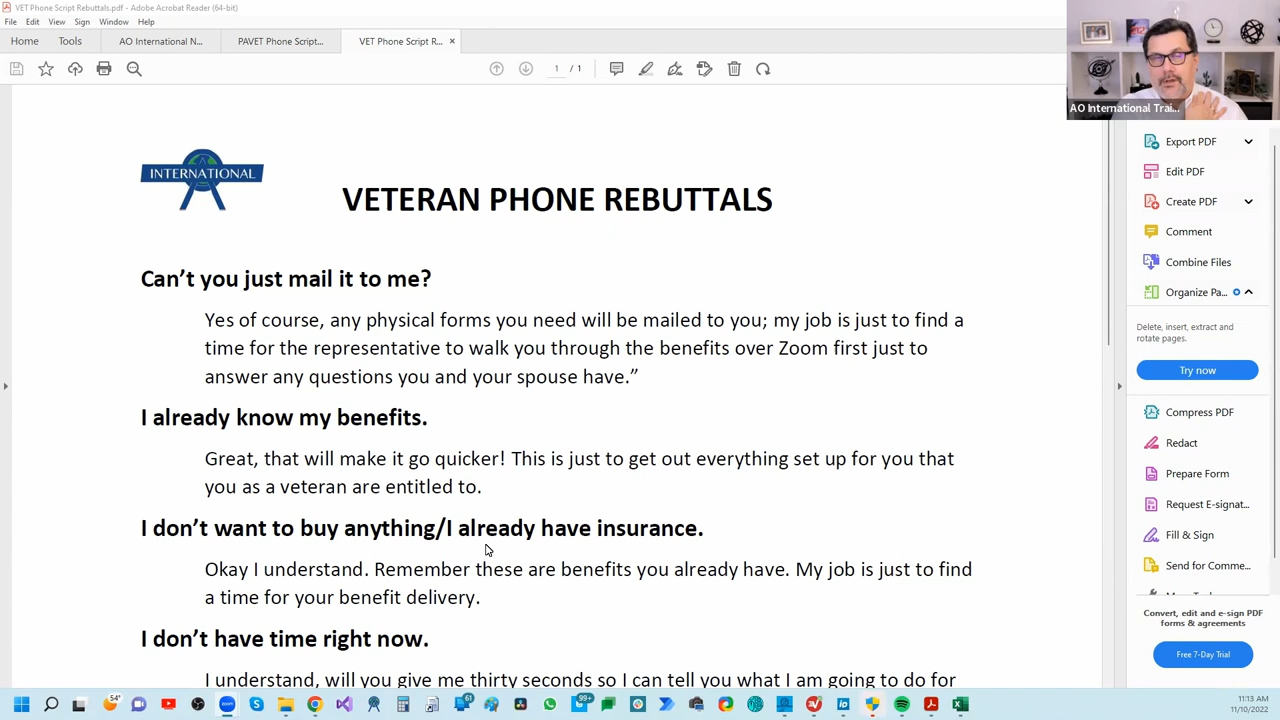 VET Phone Script Rebuttals.pdf - Adobe Acrobat Reader (64-bit)
File Edit View Sign Window Help
Home Tools AO International N... PAVET Phone Script... VET Phone Script R... ×
1 / 1
AO International Trai...
INTERNATIONAL
VETERAN PHONE REBUTTALS
Can't you just mail it to me?
Yes of course, any physical forms you need will be mailed to you; my job is just to find a
time for the representative to walk you through the benefits over Zoom first just to
answer any questions you and your spouse have.”
I already know my benefits.
Great, that will make it go quicker! This is just to get out everything set up for you that
you as a veteran are entitled to.
I don't want to buy anything/I already have insurance.
Okay I understand. Remember these are benefits you already have. My job is just to find
a time for your benefit delivery.
I don't have time right now.
I understand, will you give me thirty seconds so I can tell you what I am going to do for
Export PDF
Edit PDF
Create PDF
Comment
Combine Files
Organize Pa...
Delete, insert, extract and
rotate pages.
Try now
Compress PDF
Redact
Prepare Form
Request E-signat...
Fill & Sign
Send for Comme...
Convert, edit and e-sign PDF
forms & agreements
Free 7-Day Trial
54°
61
99+
11:13 AM
11/10/2022